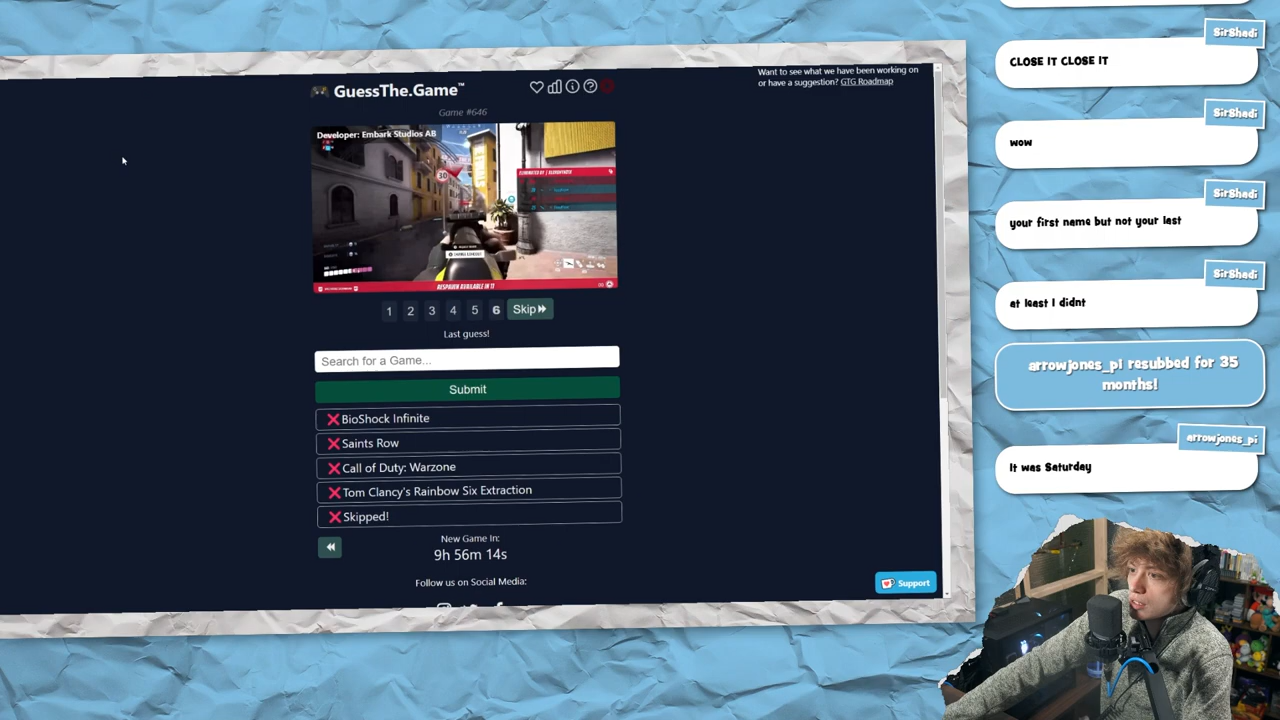 GuessThe.Game™
Game #646
Want to see what we have been working on
or have a suggestion? GTG Roadmap
Developer: Embark Studios AB
30
RESPAWN AVAILABLE IN 11
1 2 3 4 5 6 Skip
Last guess!
Search for a Game...
Submit
BioShock Infinite
Saints Row
Call of Duty: Warzone
Tom Clancy's Rainbow Six Extraction
Skipped!
New Game In:
9h 56m 14s
Follow us on Social Media:
Support
SirShadi
CLOSE IT CLOSE IT
SirShadi
wow
SirShadi
your first name but not your last
SirShadi
at least I didnt
arrowjones_pi resubbed for 35
months!
arrowjones_pi
It was Saturday